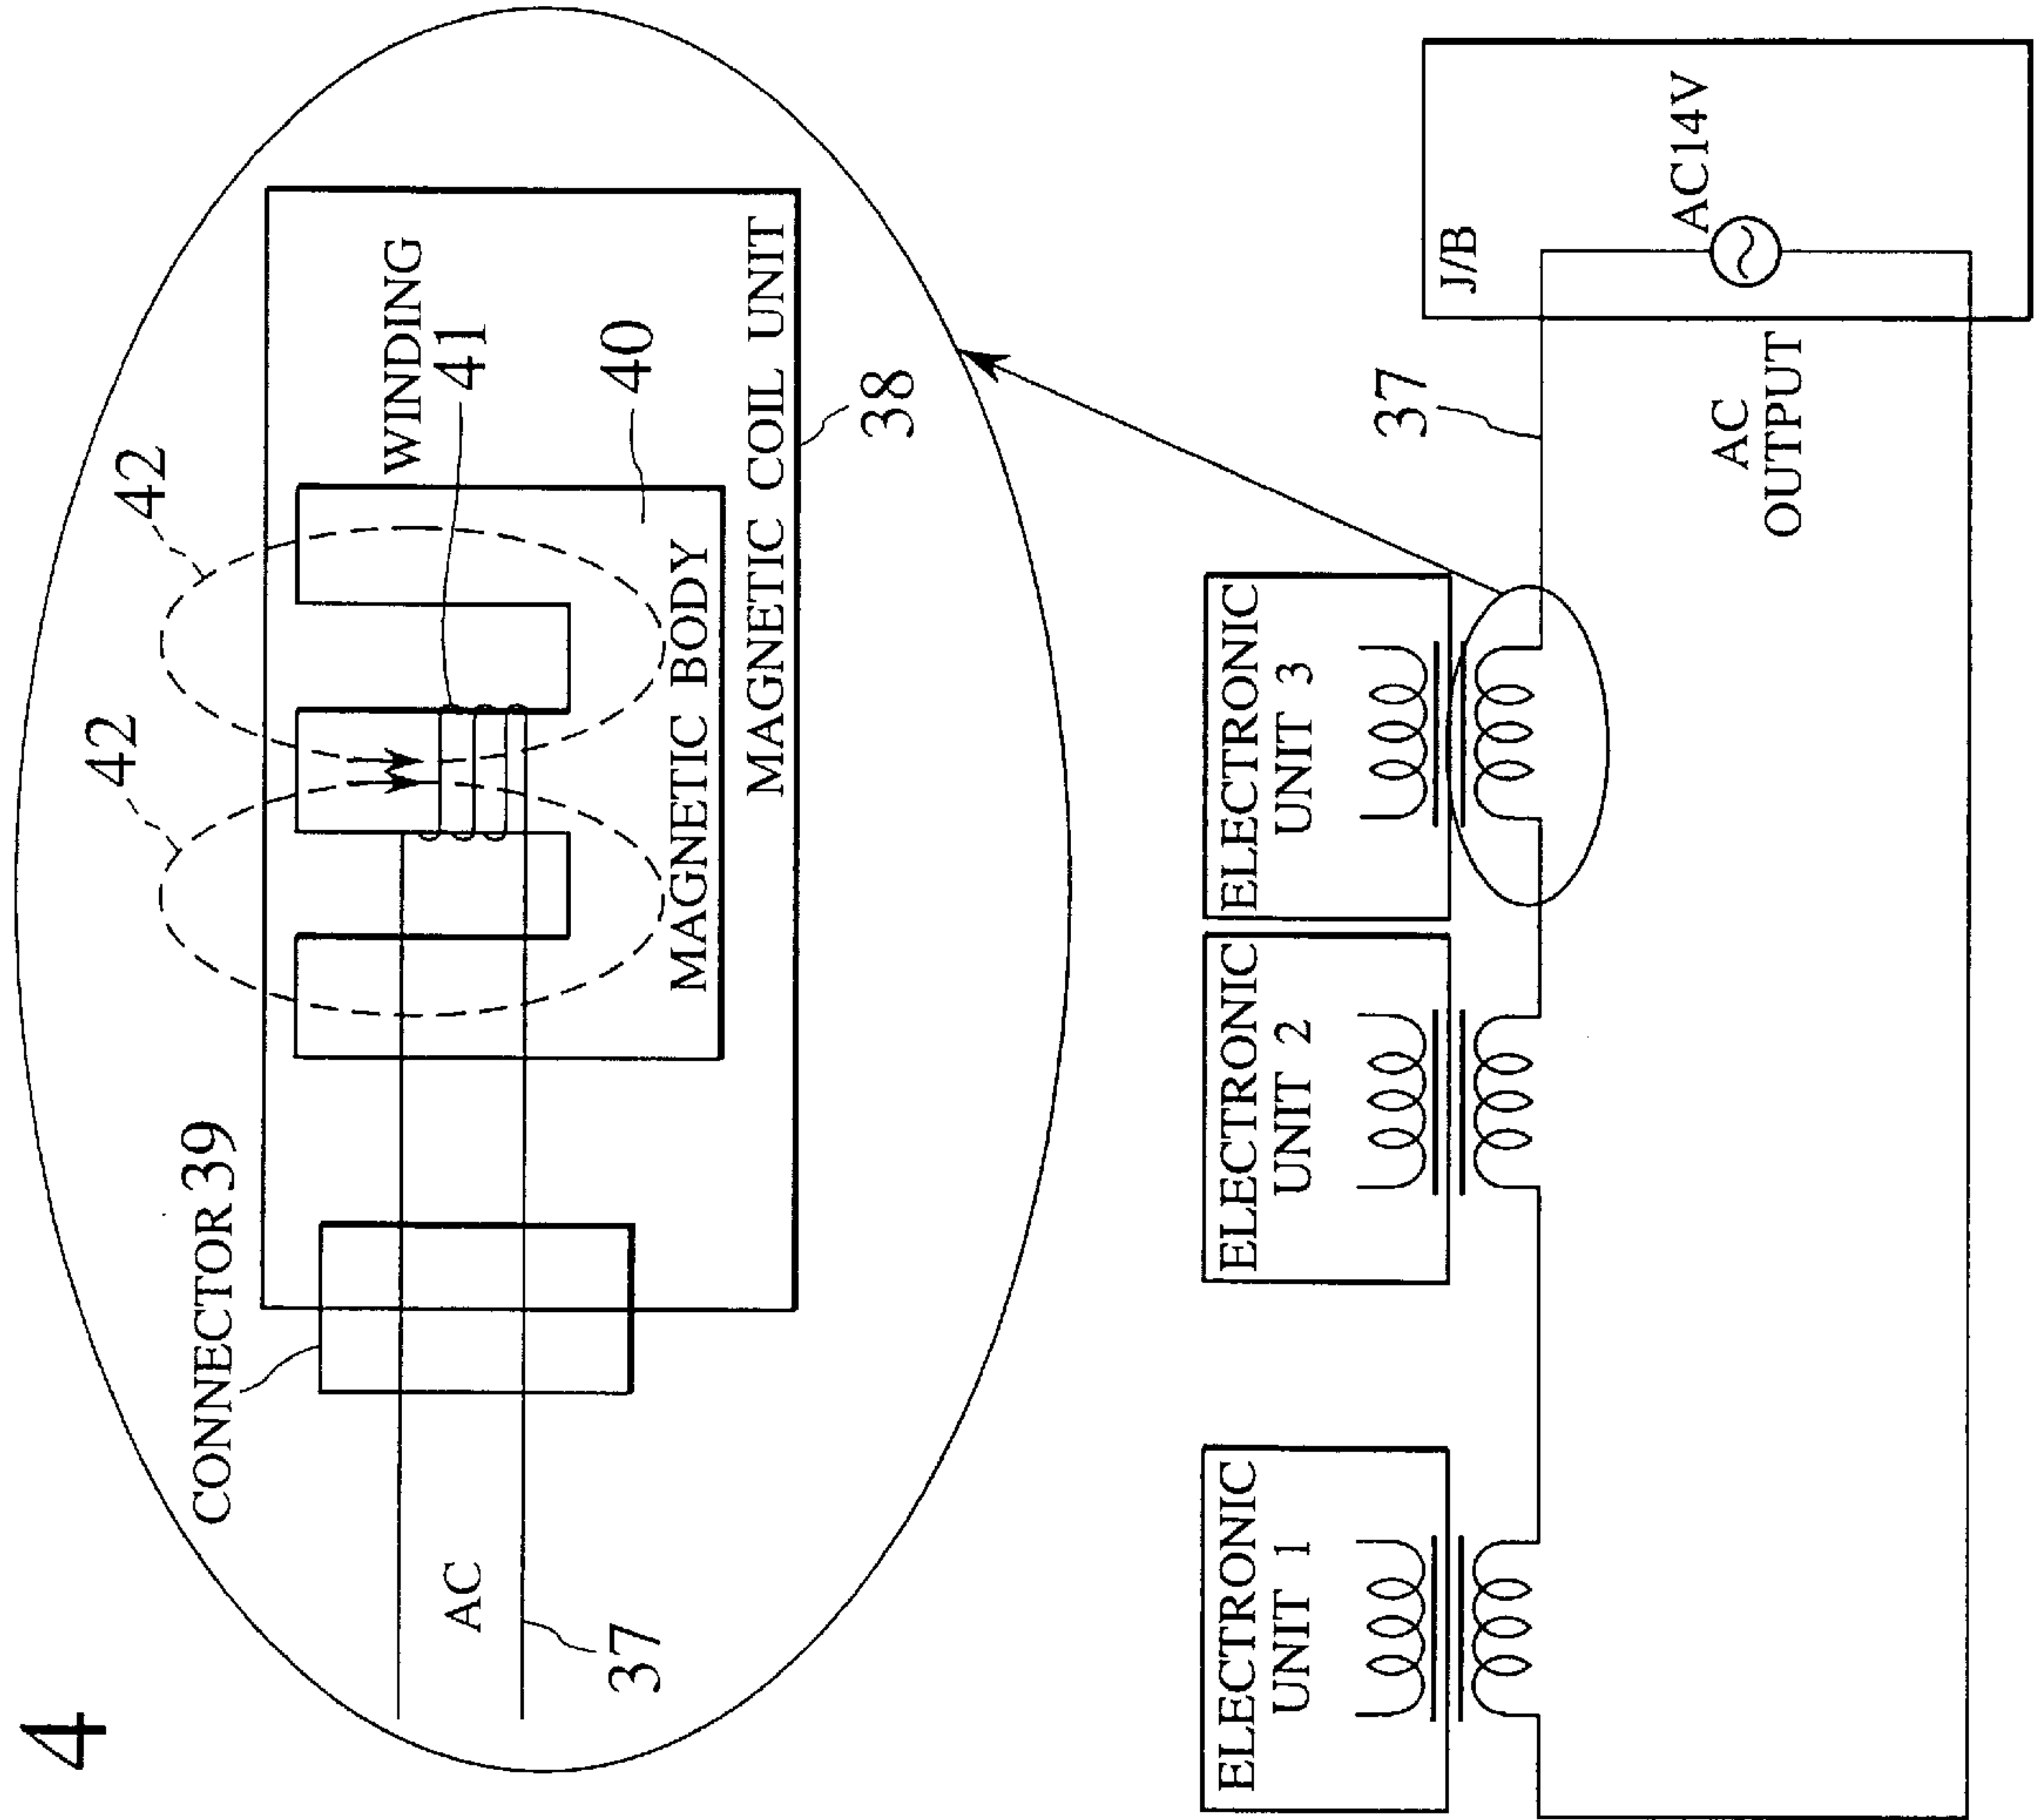 4
CONNECTOR 39
42
42
WINDING
41
40
MAGNETIC BODY
MAGNETIC COIL UNIT
38
AC
37
ELECTRONIC
UNIT 1
ELECTRONIC
UNIT 2
ELECTRONIC
UNIT 3
37
J/B
AC14V
AC
OUTPUT